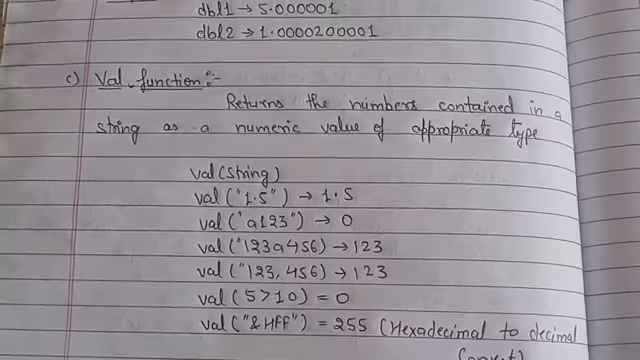 dbl1 → 5.000001
dbl2 → 1.0000200001
c) Val function:-
Returns the numbers contained in a
string as a numeric value of appropriate type
val(string)
val("1.5") → 1.5
val("a123") → 0
val("123a456) → 123
val("123,456) → 123
val(5>10) = 0
val("&HFF") = 255 (Hexadecimal to decimal